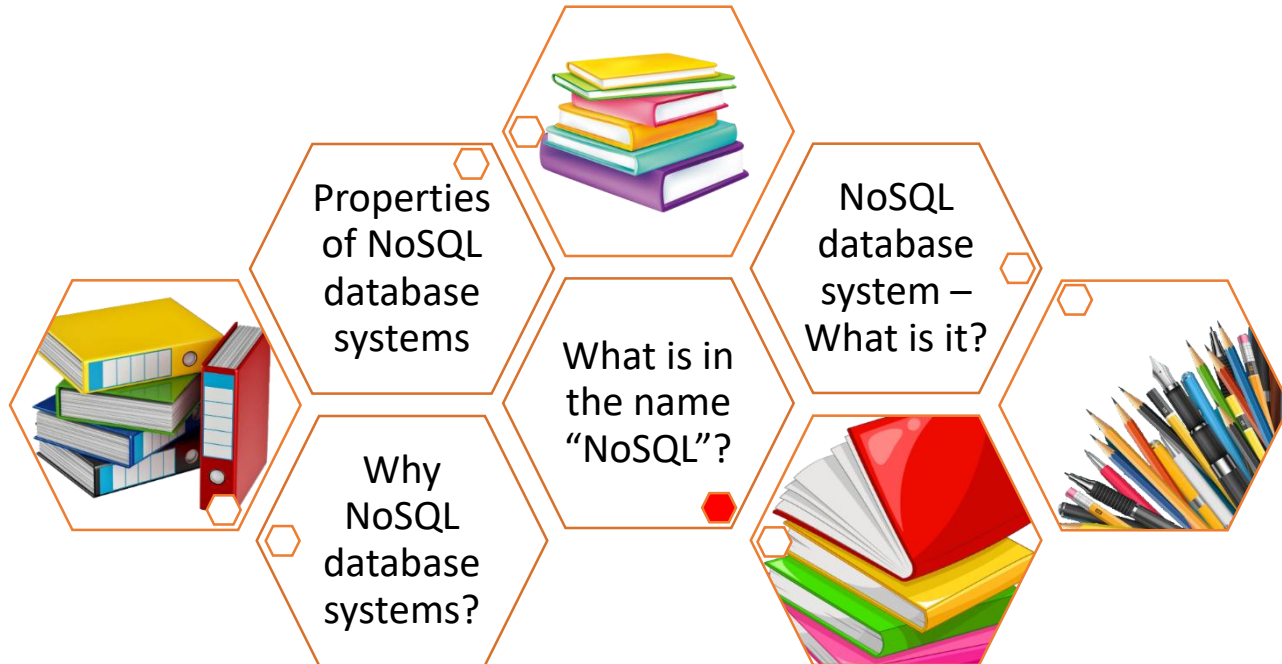 Properties
of NoSQL
database
systems
NoSQL
database
system –
What is it?
What is in
the name
“NoSQL”?
Why
NoSQL
database
systems?